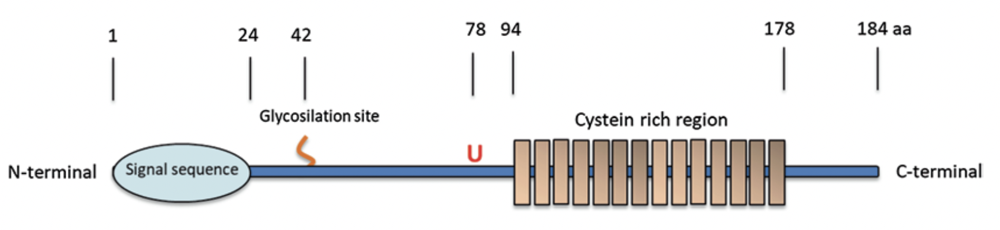 1 24 42 78 94 178 184 aa
Glycosilation site
Cystein rich region
U
N-terminal Signal sequence C-terminal